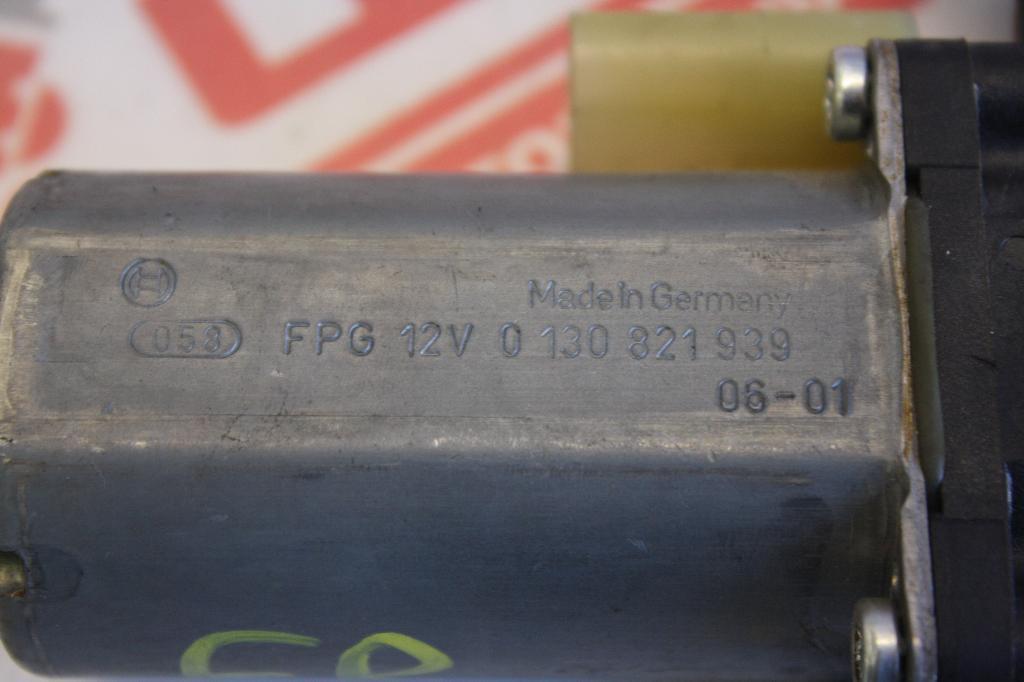 Made in Germany
058 FPG 12V 0 130 821 939
06-01